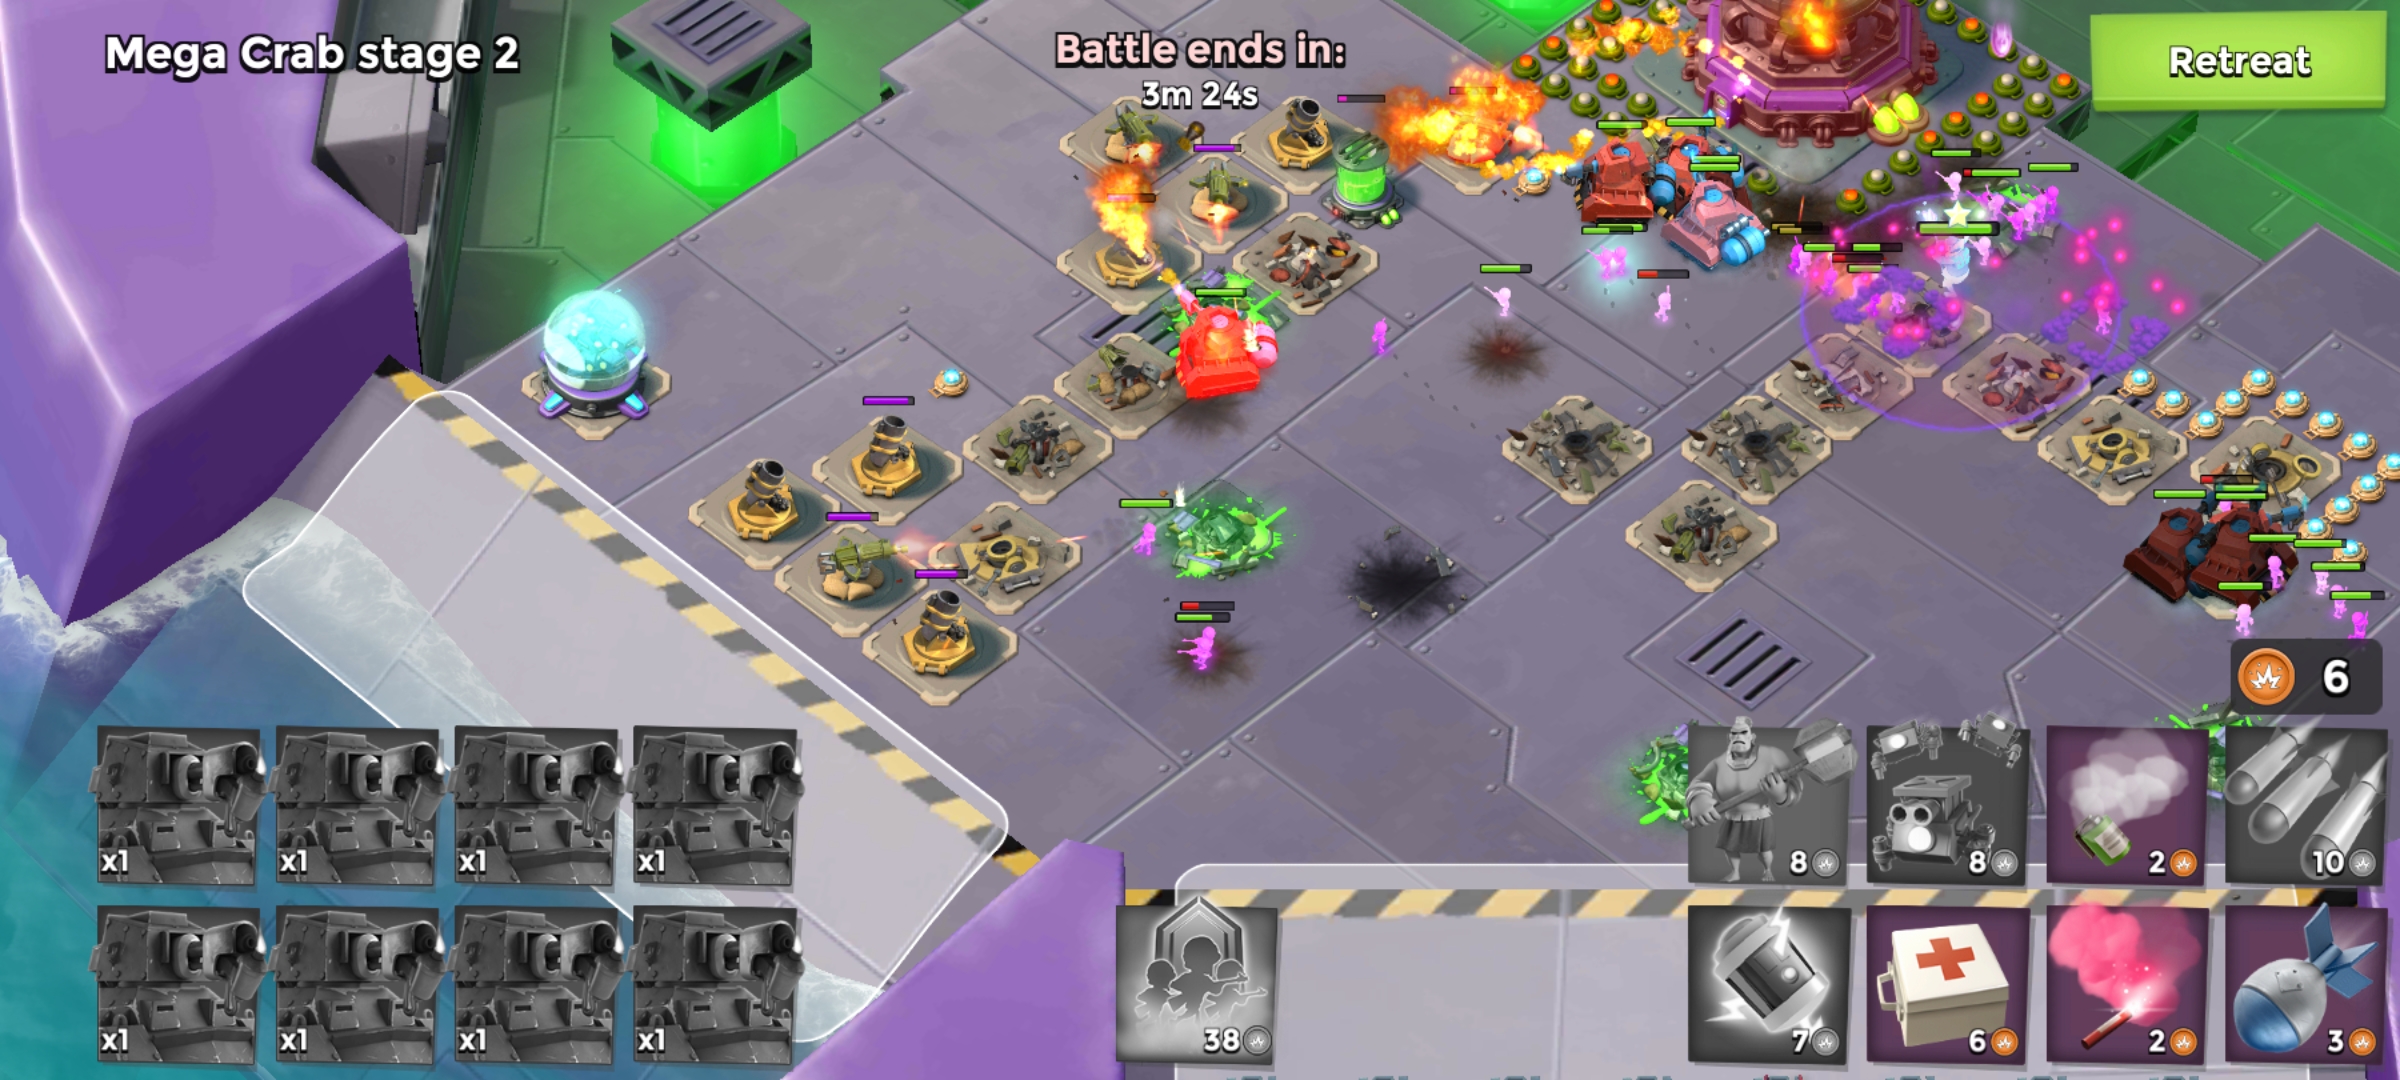 Mega Crab stage 2
Battle ends in:
3m 24s
Retreat
6
x1
x1
x1
x1
8
8
2
10
x1
x1
x1
x1
38
7
6
2
3